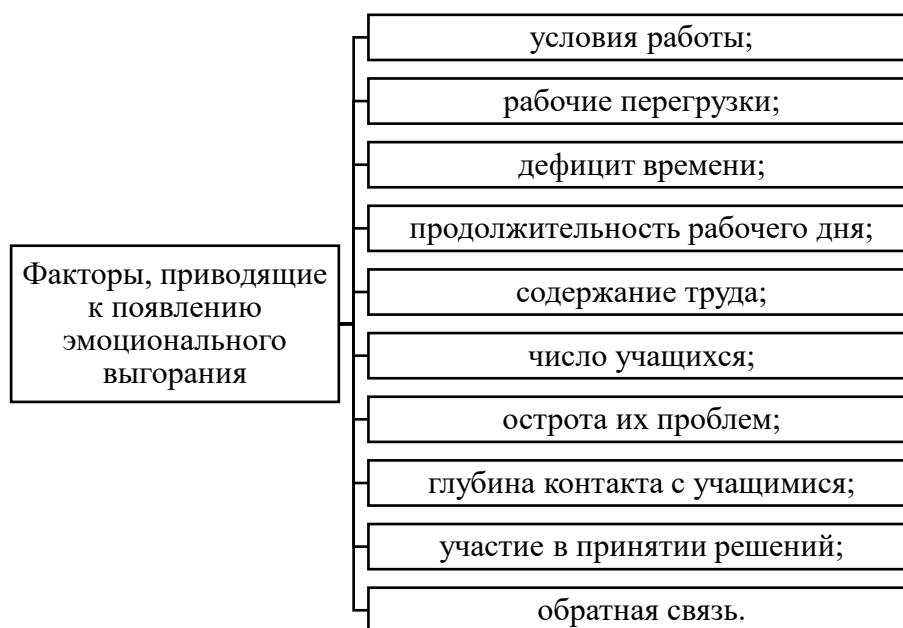 Факторы, приводящие
к появлению
эмоционального
выгорания
условия работы;
рабочие перегрузки;
дефицит времени;
продолжительность рабочего дня;
содержание труда;
число учащихся;
острота их проблем;
глубина контакта с учащимися;
участие в принятии решений;
обратная связь.